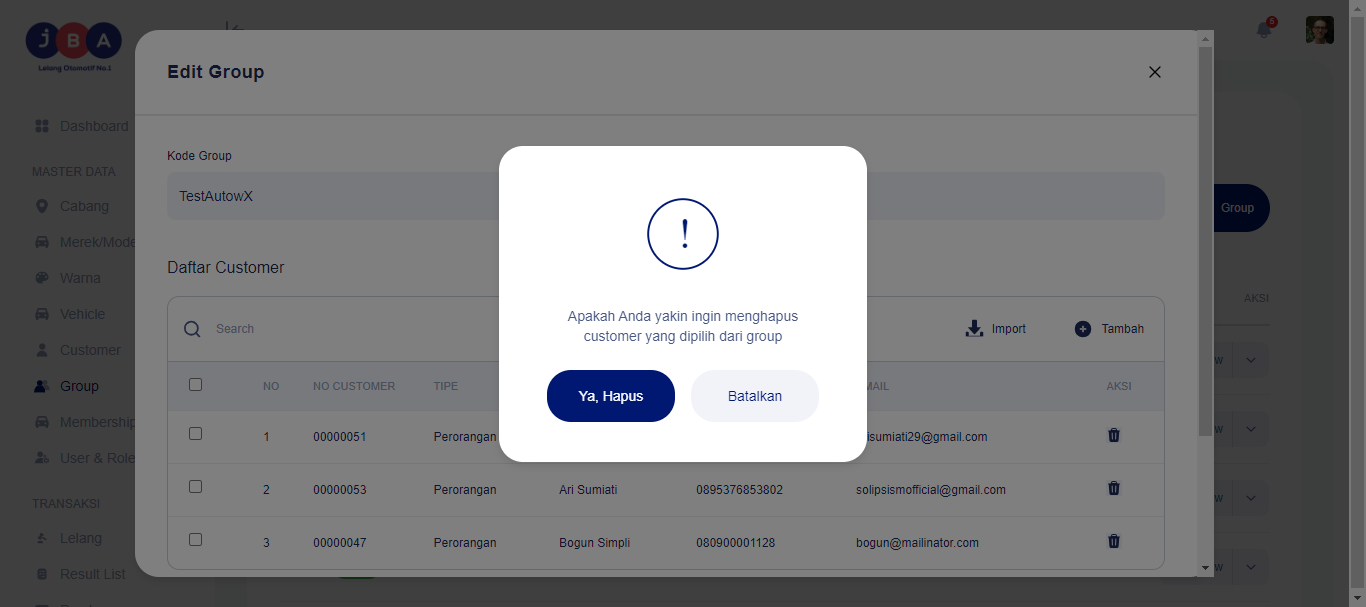 JBA
Lelang Otomotif No.1
6
Edit Group
Dashboard
MASTER DATA
Cabang
Merek/Mode
Warna
Vehicle
Customer
Group
Membership
User & Role
TRANSAKSI
Lelang
Result List
Kode Group
TestAutowX
Group
Daftar Customer
Search
Import
Tambah
AKSI
NO
NO CUSTOMER
TIPE
MAIL
AKSI
1
00000051
Perorangan
isumiati29@gmail.com
2
00000053
Perorangan
Ari Sumiati
0895376853802
solipsismofficial@gmail.com
3
00000047
Perorangan
Bogun Simpli
080900001128
bogun@mailinator.com
w
w
w
w
!
Apakah Anda yakin ingin menghapus
customer yang dipilih dari group
Ya, Hapus
Batalkan